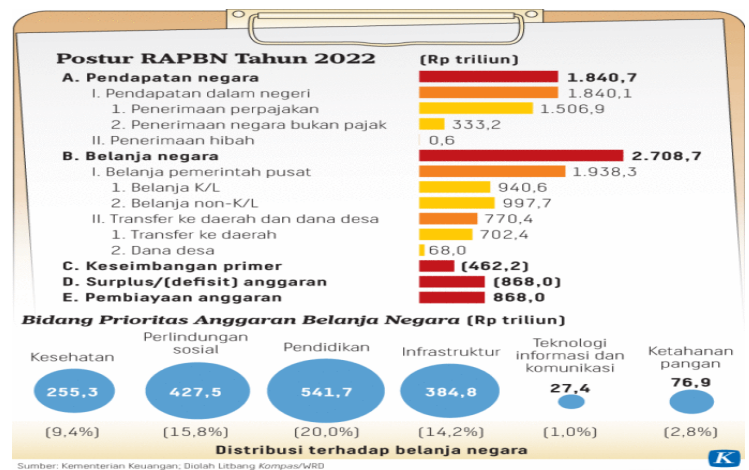 Postur RAPBN Tahun 2022 (Rp triliun)
A. Pendapatan negara 1.840,7
I. Pendapatan dalam negeri 1.840,1
1. Penerimaan perpajakan 1.506,9
2. Penerimaan negara bukan pajak 333,2
II. Penerimaan hibah 0,6
B. Belanja negara 2.708,7
I. Belanja pemerintah pusat 1.938,3
1. Belanja K/L 940,6
2. Belanja non-K/L 997,7
II. Transfer ke daerah dan dana desa 770,4
1. Transfer ke daerah 702,4
2. Dana desa 68,0
C. Keseimbangan primer (462,2)
D. Surplus/(defisit) anggaran (868,0)
E. Pembiayaan anggaran 868,0
Bidang Prioritas Anggaran Belanja Negara (Rp triliun)
Kesehatan
255,3
(9,4%)
Perlindungan
sosial
427,5
(15,8%)
Pendidikan
541,7
(20,0%)
Infrastruktur
384,8
(14,2%)
Teknologi
informasi dan
komunikasi
27,4
(1,0%)
Ketahanan
pangan
76,9
(2,8%)
Distribusi terhadap belanja negara
K
Sumber: Kementerian Keuangan; Diolah Litbang Kompas/WRD